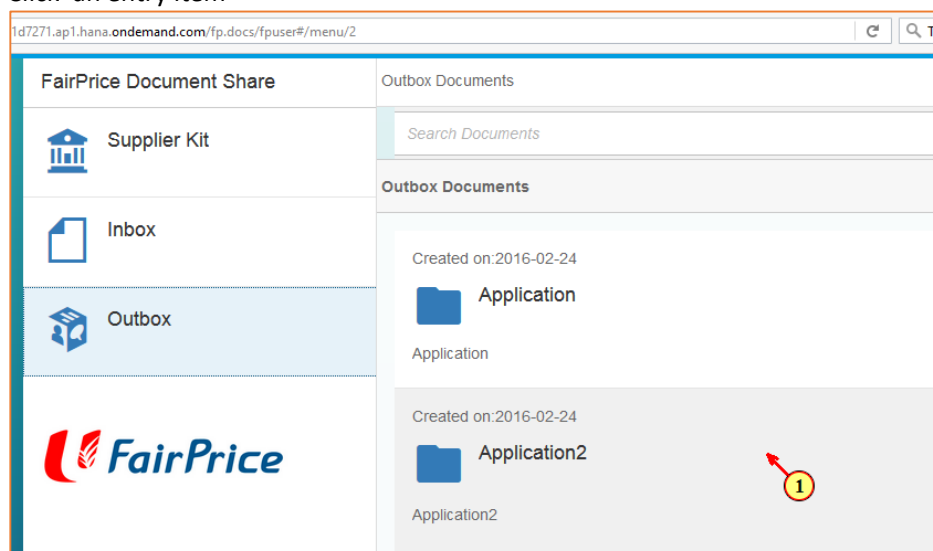 1d7271.ap1.hana.ondemand.com/fp.docs/fpuser#/menu/2
FairPrice Document Share
Outbox Documents
Supplier Kit
Search Documents
Outbox Documents
Inbox
Created on:2016-02-24
Application
Outbox
Application
Created on:2016-02-24
FairPrice
Application2
1
Application2